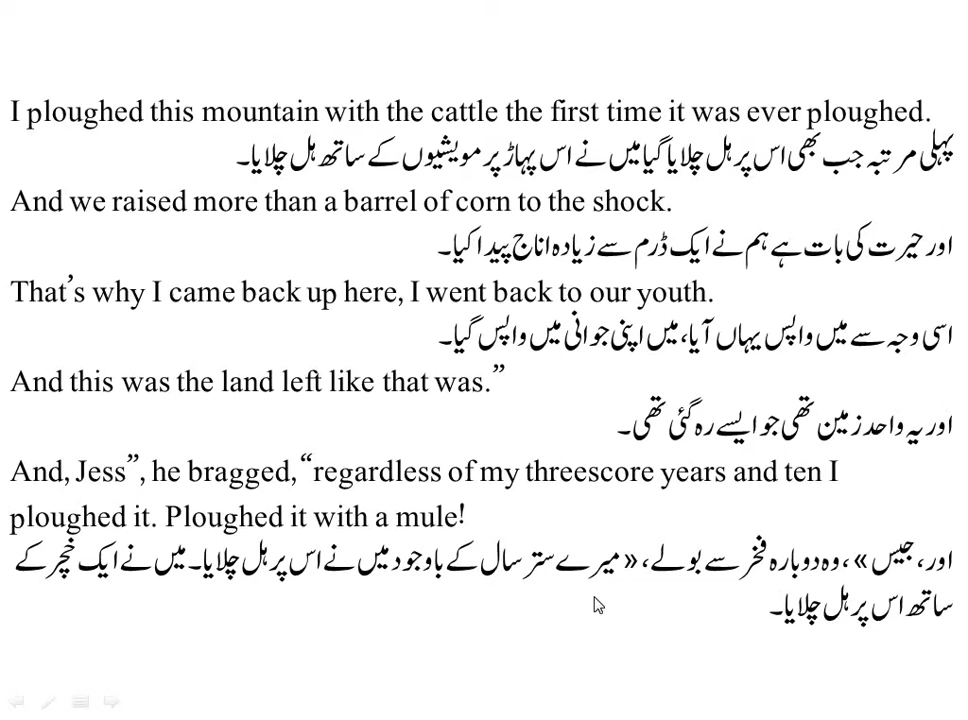 I ploughed this mountain with the cattle the first time it was ever ploughed.
پہلی مرتبہ جب بھی اس پر ہل چلایا گیا میں نے اس پہاڑ پر مویشیوں کے ساتھ ہل چلایا۔
And we raised more than a barrel of corn to the shock.
اور حیرت کی بات ہے ہم نے ایک ڈرم سے زیادہ اناج پیدا کیا۔
That’s why I came back up here, I went back to our youth.
اسی وجہ سے میں واپس یہاں آیا، میں اپنی جوانی میں واپس گیا۔
And this was the land left like that was.”
اور یہ واحد زمین تھی جو ایسے رہ گئی تھی۔
And, Jess”, he bragged, “regardless of my threescore years and ten I
ploughed it. Ploughed it with a mule!
اور، جیس»، وہ دوبارہ فخر سے بولے، «میرے ستر سال کے باوجود میں نے اس پر ہل چلایا۔ میں نے ایک خچر کے
ساتھ اس پر ہل چلایا۔